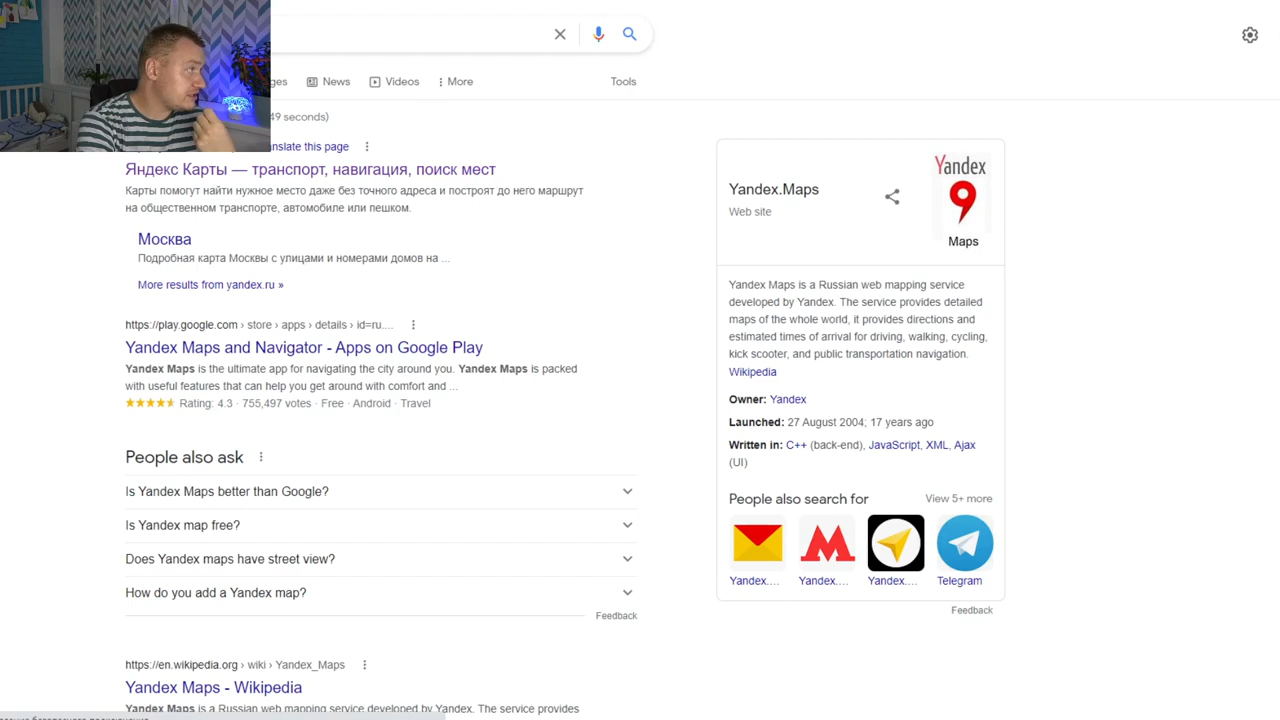 News
Videos
More
Tools
49 seconds)
anslate this page
Яндекс Карты — транспорт, навигация, поиск мест
Карты помогут найти нужное место даже без точного адреса и построят до него маршрут
на общественном транспорте, автомобиле или пешком.
Москва
Подробная карта Москвы с улицами и номерами домов на ...
More results from yandex.ru »
https://play.google.com › store › apps › details › id=ru....
Yandex Maps and Navigator - Apps on Google Play
Yandex Maps is the ultimate app for navigating the city around you. Yandex Maps is packed
with useful features that can help you get around with comfort and ...
Rating: 4.3 · 755,497 votes · Free · Android · Travel
People also ask
Is Yandex Maps better than Google?
Is Yandex map free?
Does Yandex maps have street view?
How do you add a Yandex map?
Feedback
https://en.wikipedia.org › wiki › Yandex_Maps
Yandex Maps - Wikipedia
Yandex Maps is a Russian web mapping service developed by Yandex. The service provides
Yandex.Maps
Web site
Yandex
Maps
Yandex Maps is a Russian web mapping service
developed by Yandex. The service provides detailed
maps of the whole world, it provides directions and
estimated times of arrival for driving, walking, cycling,
kick scooter, and public transportation navigation.
Wikipedia
Owner: Yandex
Launched: 27 August 2004; 17 years ago
Written in: C++ (back-end), JavaScript, XML, Ajax
(UI)
People also search for
View 5+ more
Yandex....
Yandex....
Yandex....
Telegram
Feedback